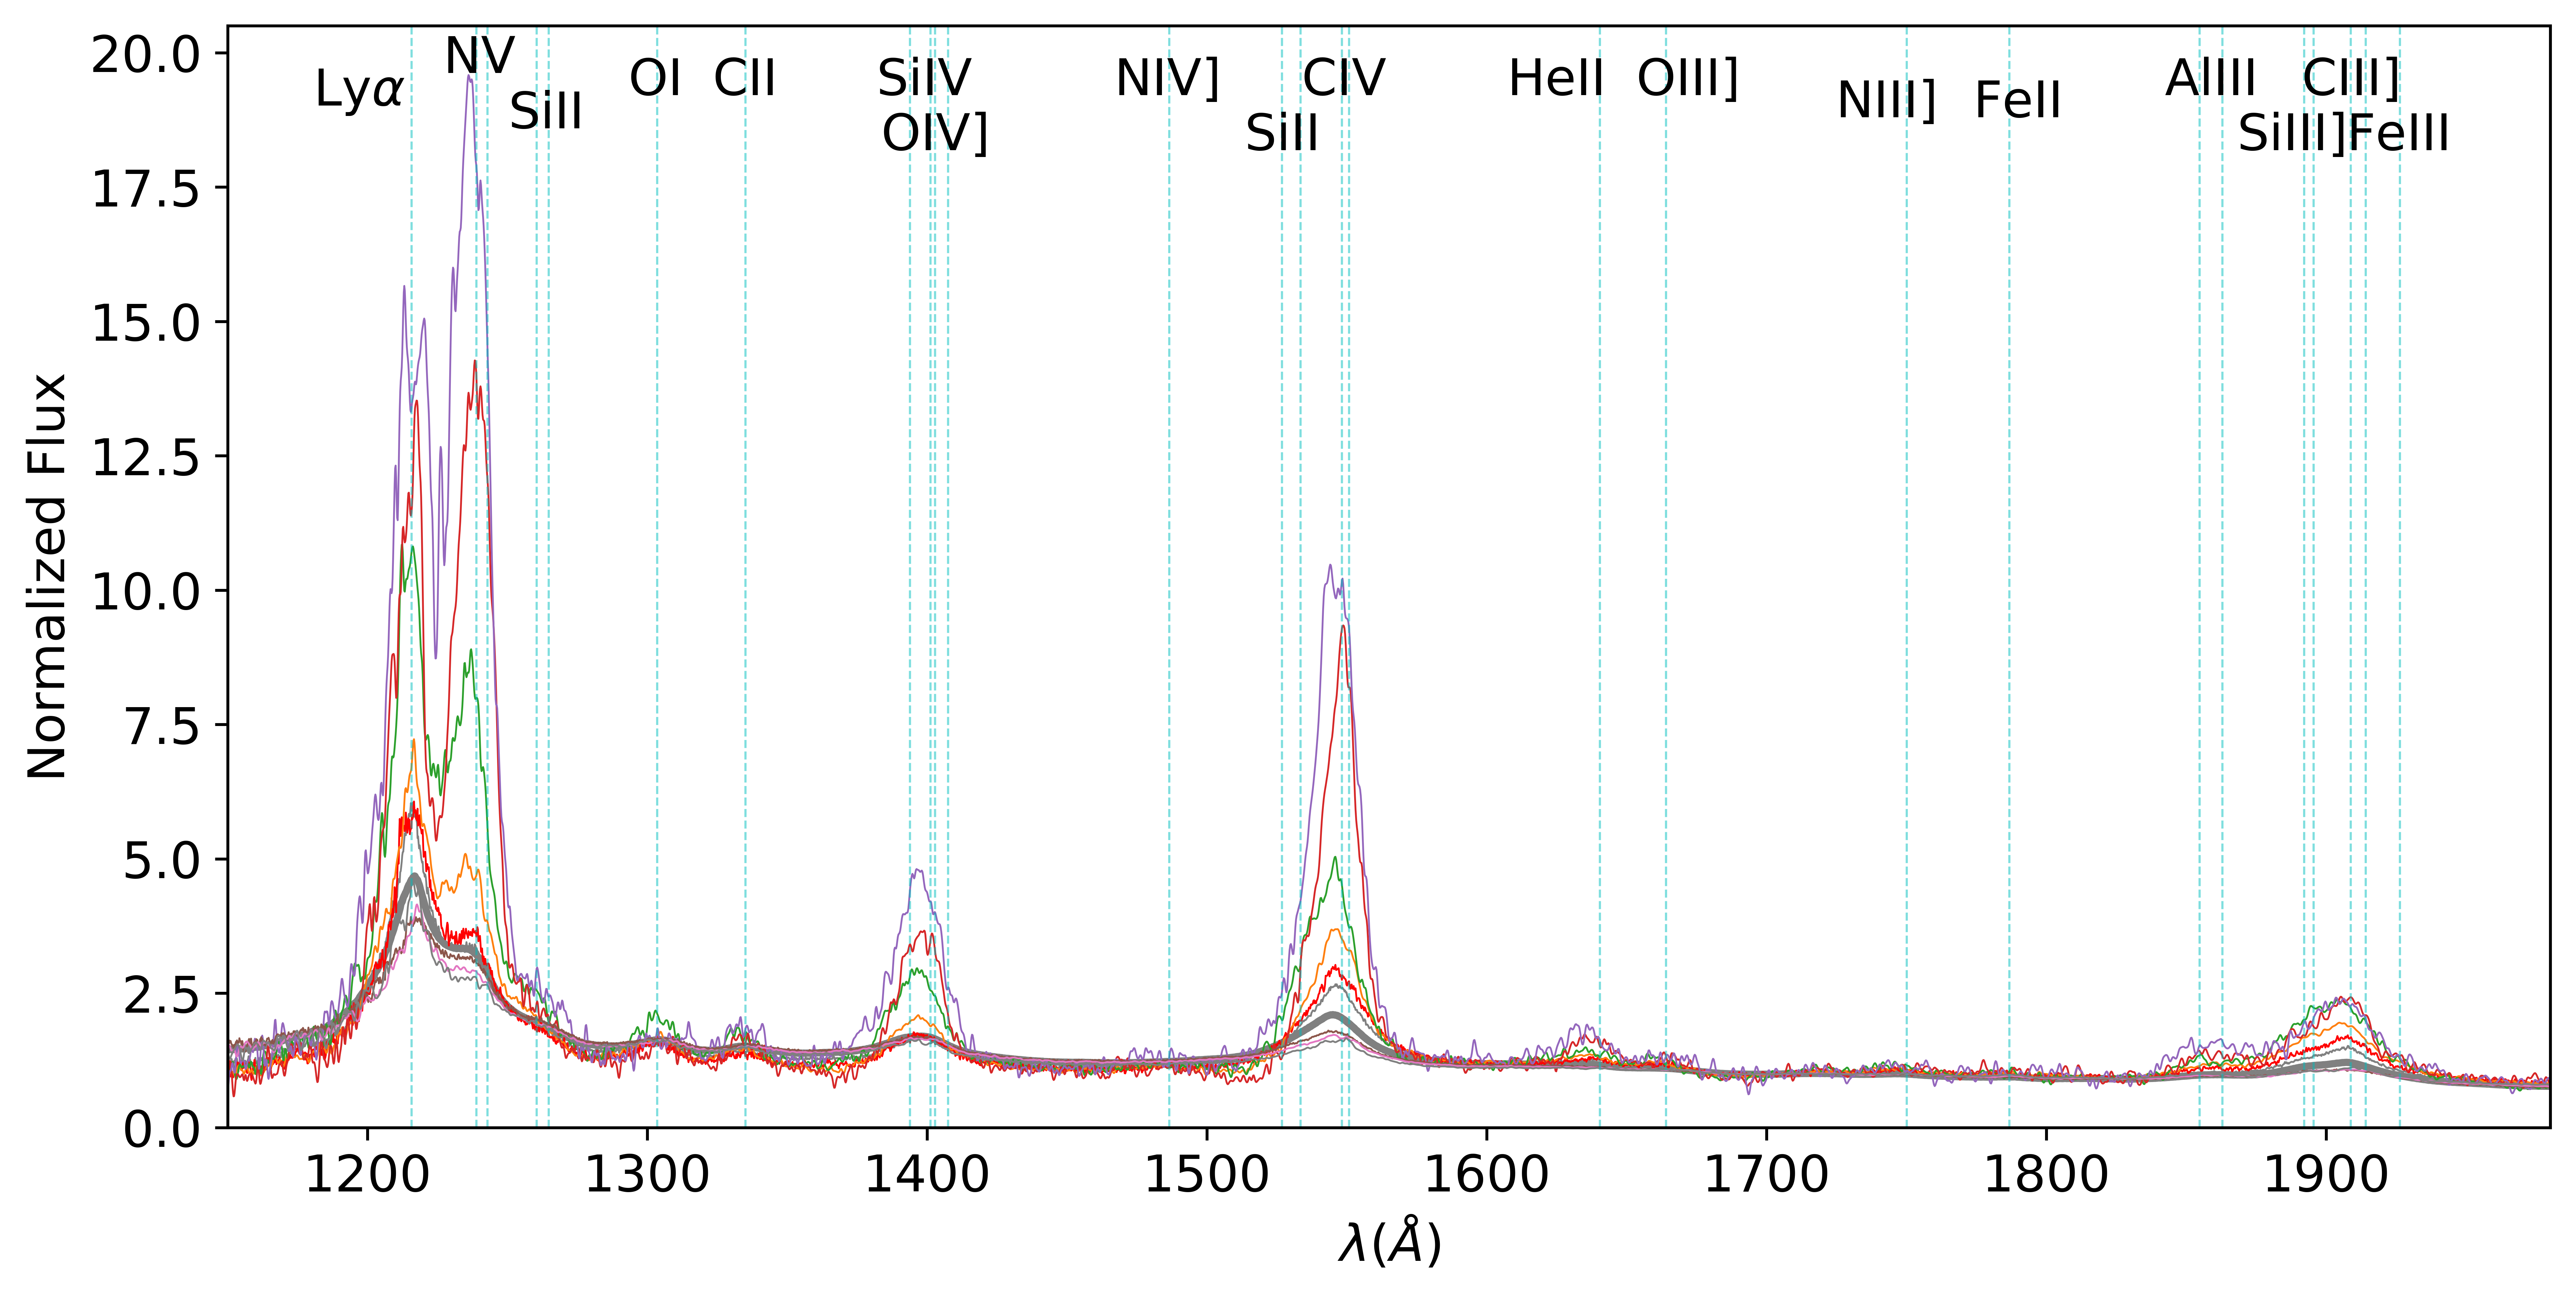 NV
Lyα
SiII
OI CII SiIV NIV] CIV HeII OIII] AlIII CIII]
NIII] FeII
OIV] SiII SiIII] FeIII
20.0
17.5
15.0
12.5
10.0
7.5
5.0
2.5
0.0
Normalized Flux
1200 1300 1400 1500 1600 1700 1800 1900
λ(Å)